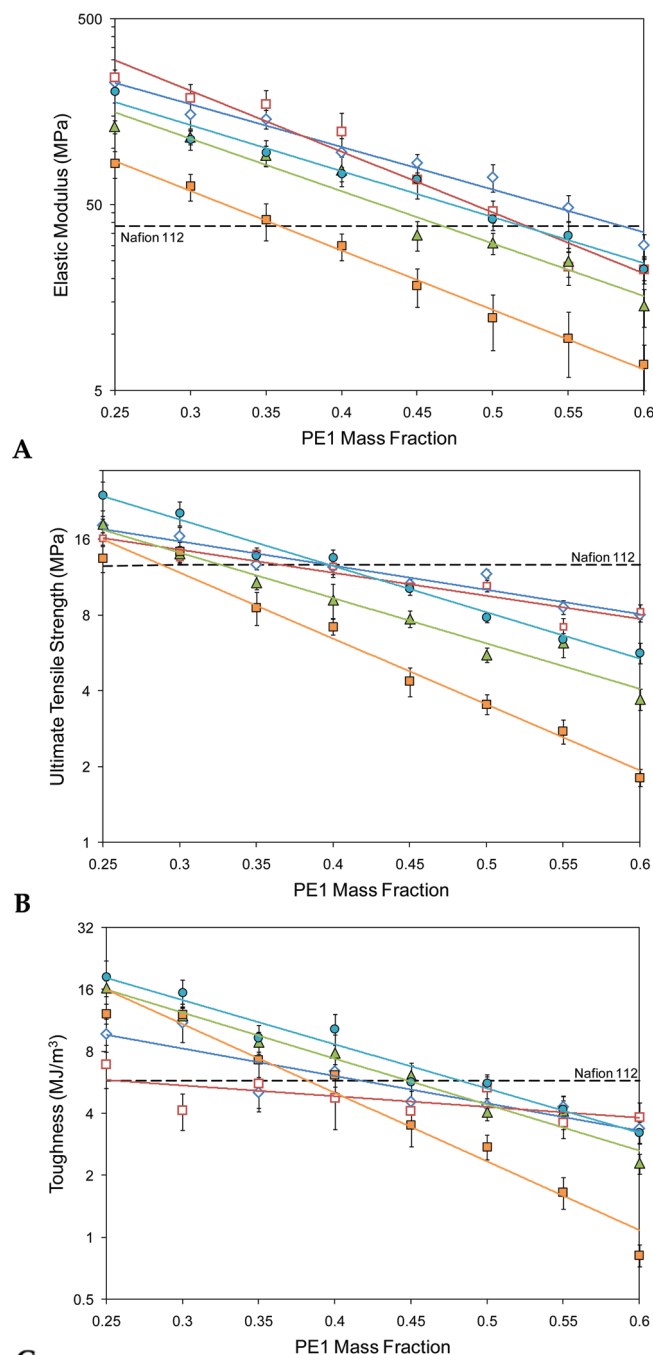 500
50
5
Elastic Modulus (MPa)
Nafion 112
0.25 0.3 0.35 0.4 0.45 0.5 0.55 0.6
PE1 Mass Fraction
A
16
8
4
2
1
Ultimate Tensile Strength (MPa)
Nafion 112
0.25 0.3 0.35 0.4 0.45 0.5 0.55 0.6
PE1 Mass Fraction
B
32
16
8
4
2
1
0.5
Toughness (MJ/m³)
Nafion 112
0.25 0.3 0.35 0.4 0.45 0.5 0.55 0.6
PE1 Mass Fraction